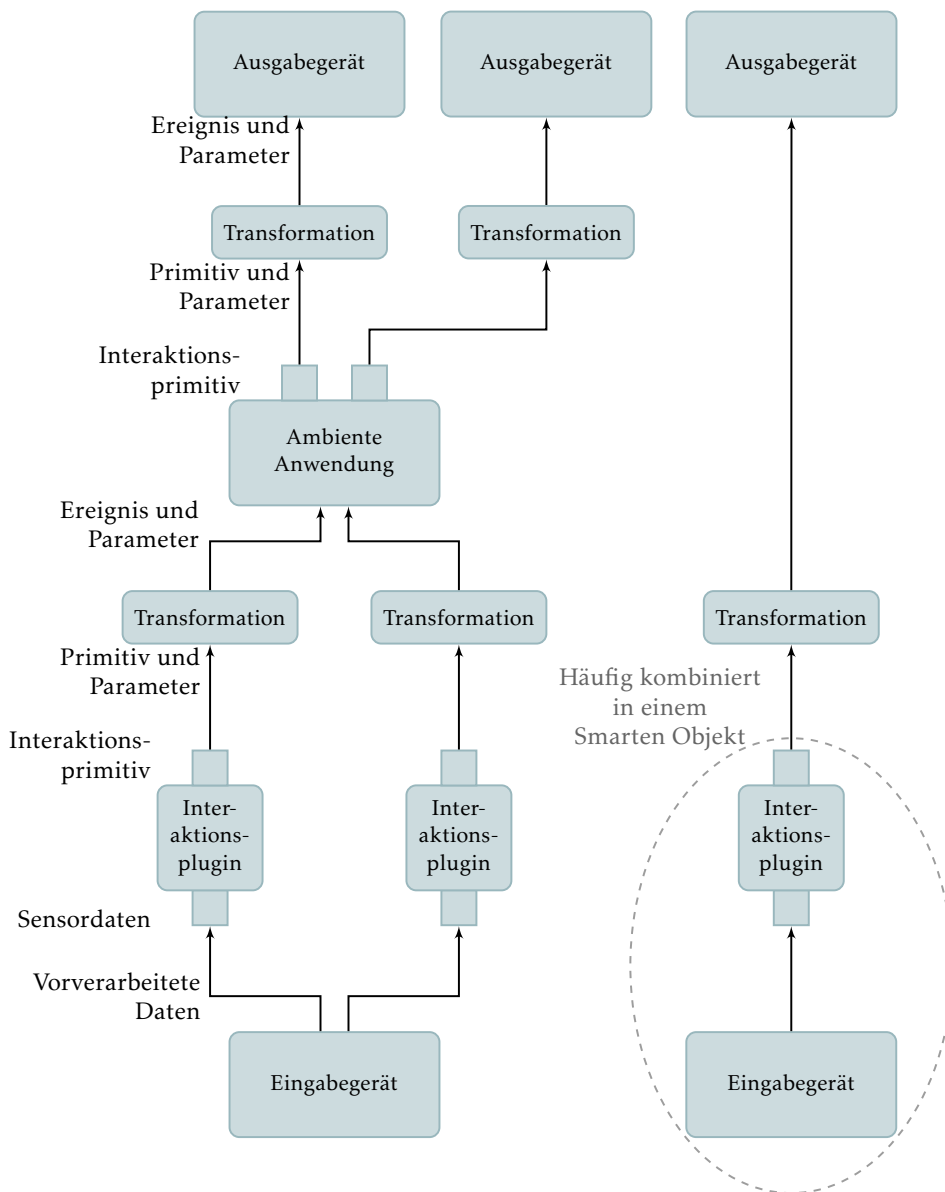 Ausgabegerät
Ausgabegerät
Ausgabegerät
Ereignis und
Parameter
Transformation
Transformation
Primitiv und
Parameter
Interaktions-
primitiv
Ambiente
Anwendung
Ereignis und
Parameter
Transformation
Transformation
Transformation
Primitiv und
Parameter
Häufig kombiniert
in einem
Smarten Objekt
Interaktions-
primitiv
Inter-
aktions-
plugin
Inter-
aktions-
plugin
Inter-
aktions-
plugin
Sensordaten
Vorverarbeitete
Daten
Eingabegerät
Eingabegerät